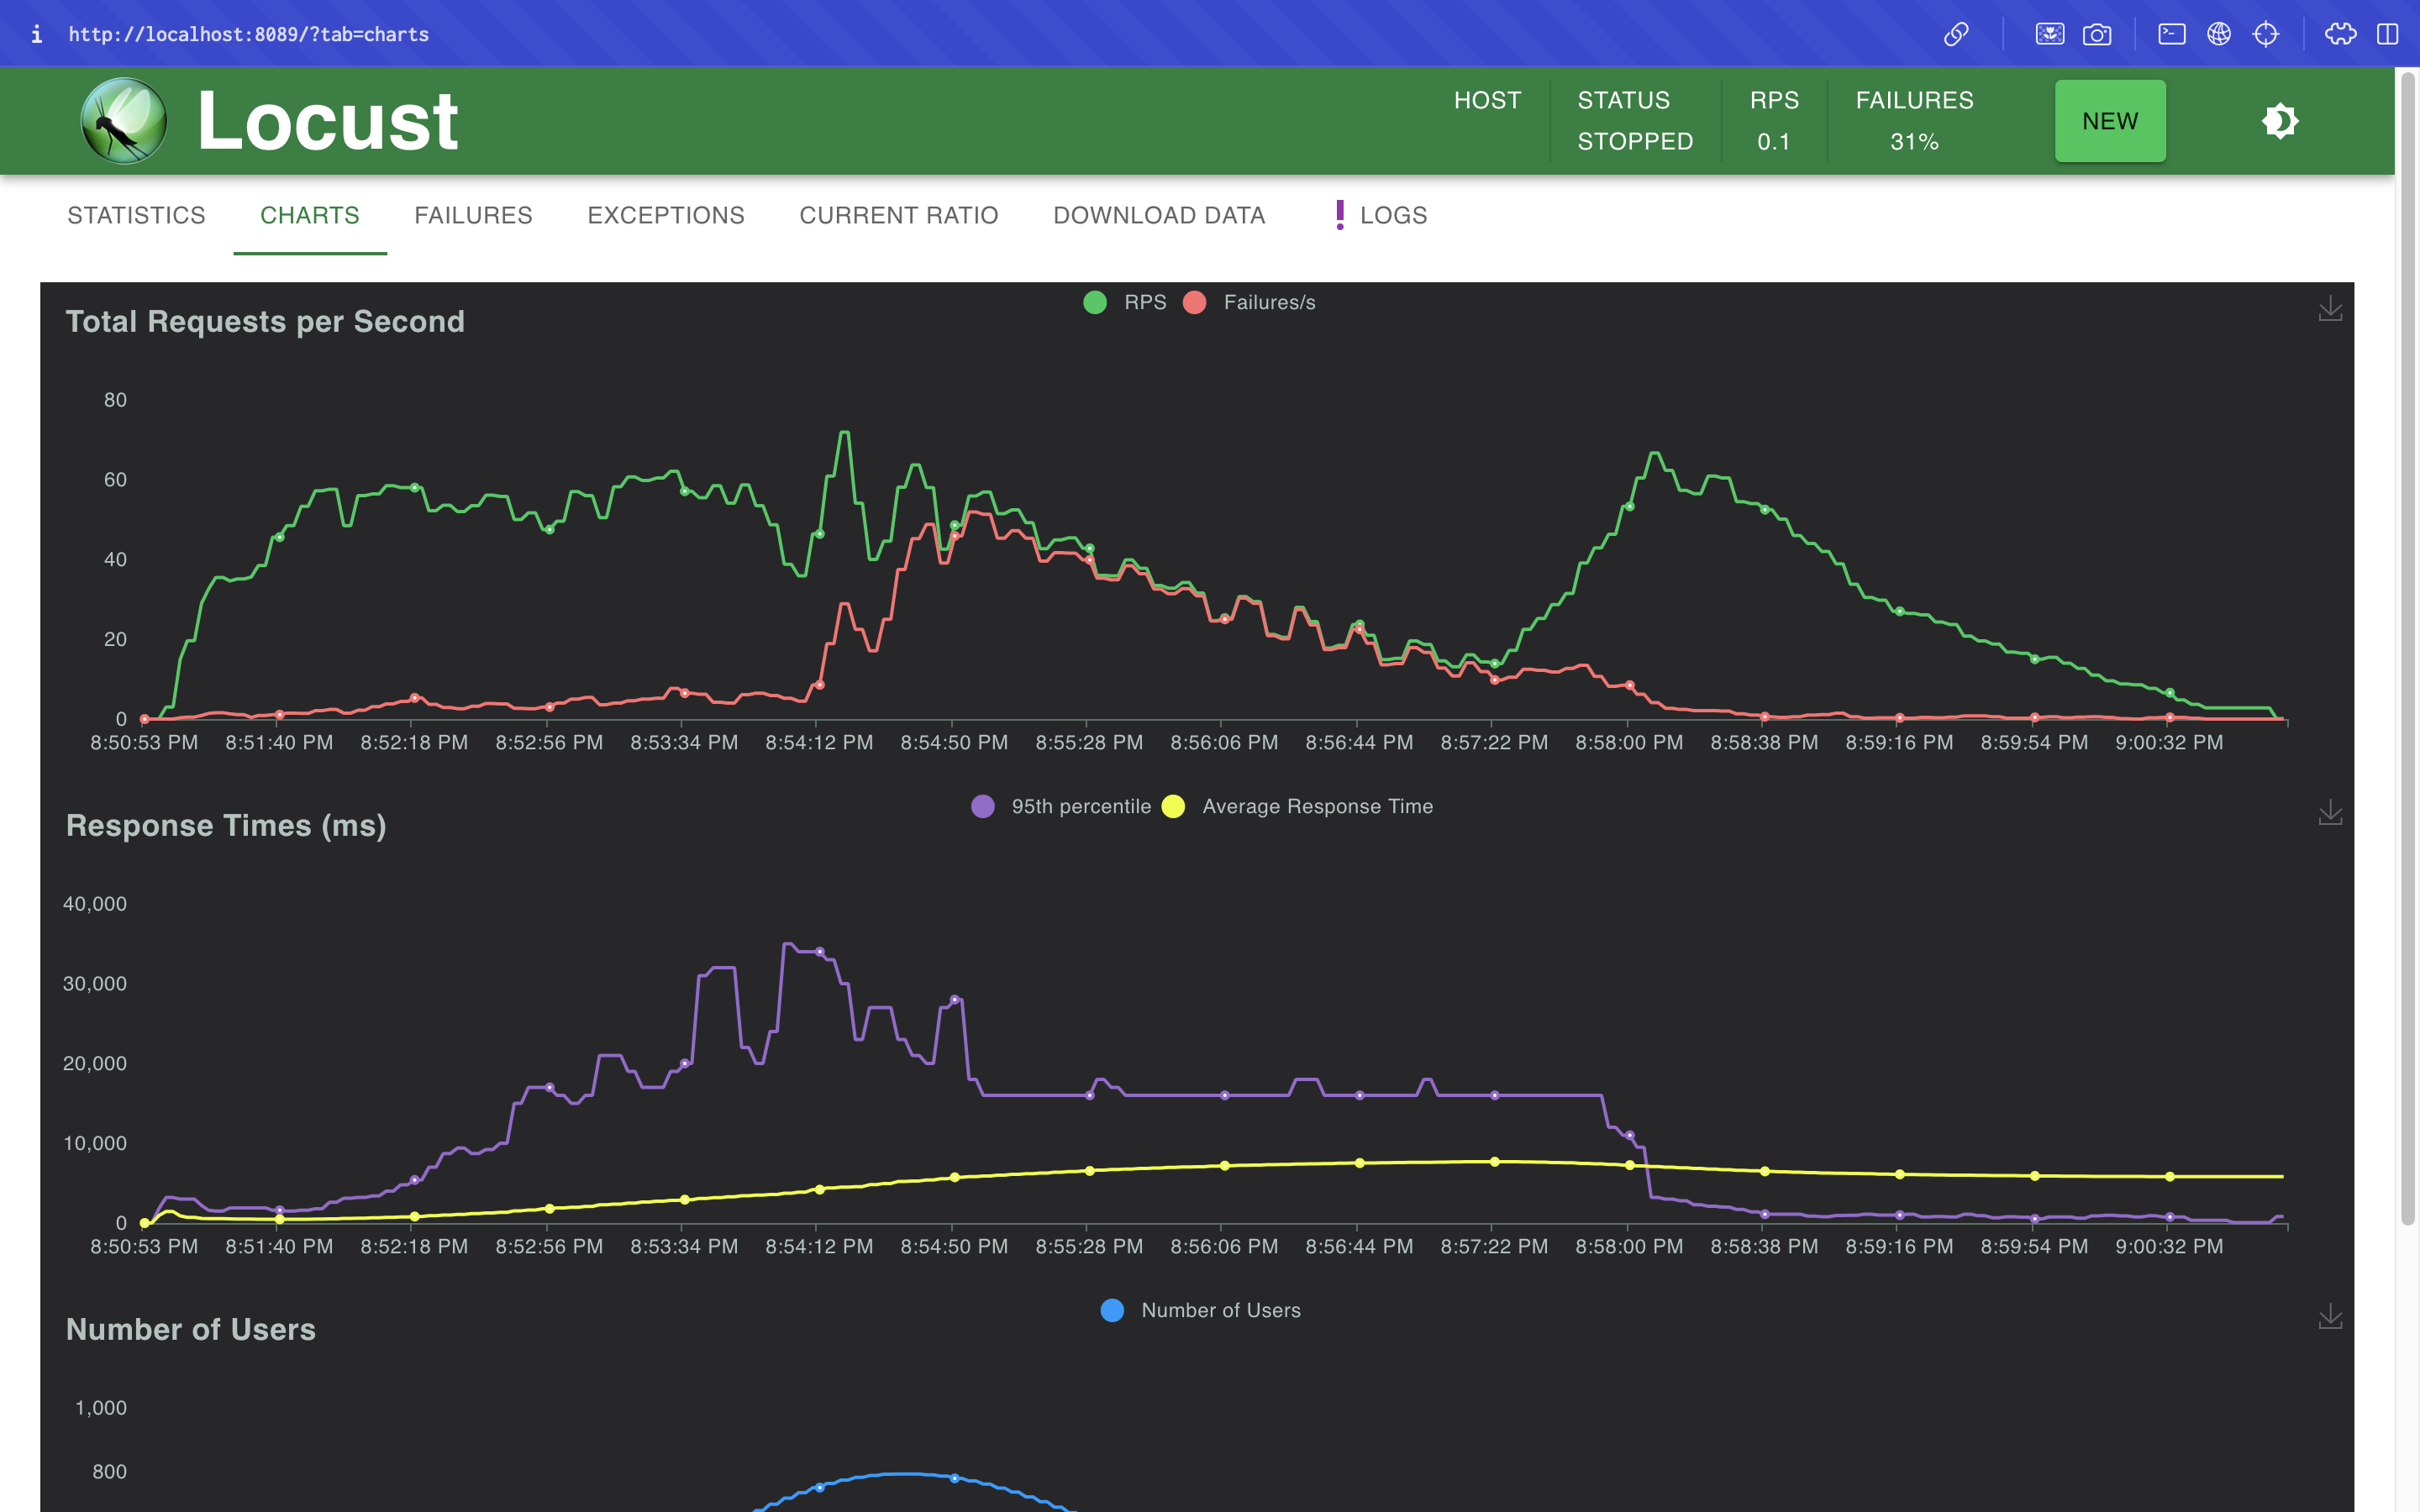 http://localhost:8089/?tab=charts
Locust
HOST
STATUS
STOPPED
RPS
0.1
FAILURES
31%
NEW
STATISTICS CHARTS FAILURES EXCEPTIONS CURRENT RATIO DOWNLOAD DATA LOGS
Total Requests per Second
RPS Failures/s
80
60
40
20
0
8:50:53 PM 8:51:40 PM 8:52:18 PM 8:52:56 PM 8:53:34 PM 8:54:12 PM 8:54:50 PM 8:55:28 PM 8:56:06 PM 8:56:44 PM 8:57:22 PM 8:58:00 PM 8:58:38 PM 8:59:16 PM 8:59:54 PM 9:00:32 PM
Response Times (ms)
95th percentile Average Response Time
40,000
30,000
20,000
10,000
0
8:50:53 PM 8:51:40 PM 8:52:18 PM 8:52:56 PM 8:53:34 PM 8:54:12 PM 8:54:50 PM 8:55:28 PM 8:56:06 PM 8:56:44 PM 8:57:22 PM 8:58:00 PM 8:58:38 PM 8:59:16 PM 8:59:54 PM 9:00:32 PM
Number of Users
Number of Users
1,000
800